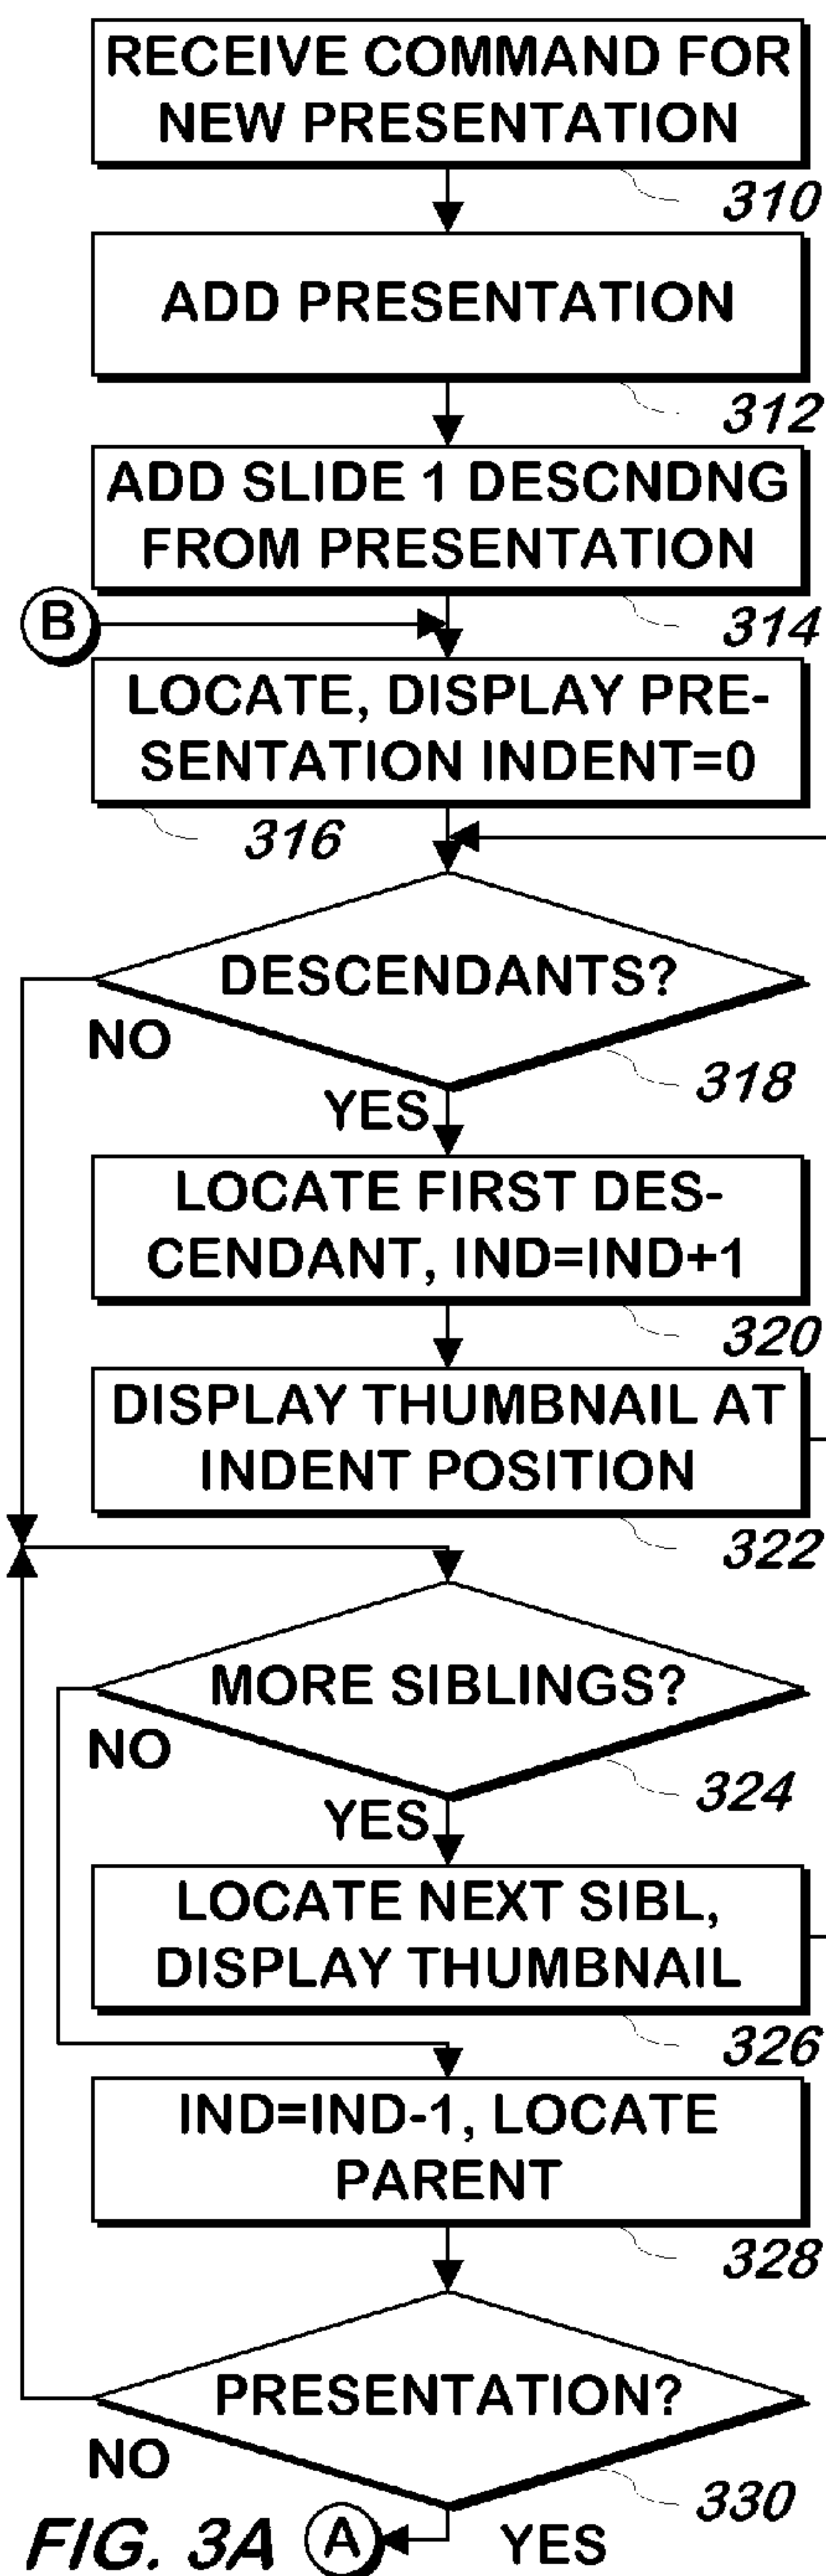 RECEIVE COMMAND FOR
NEW PRESENTATION
310
ADD PRESENTATION
312
ADD SLIDE 1 DESCNDNG
FROM PRESENTATION
314
B
LOCATE, DISPLAY PRE-
SENTATION INDENT=0
316
DESCENDANTS?
NO
318
YES
LOCATE FIRST DES-
CENDANT, IND=IND+1
320
DISPLAY THUMBNAIL AT
INDENT POSITION
322
MORE SIBLINGS?
NO
324
YES
LOCATE NEXT SIBL,
DISPLAY THUMBNAIL
326
IND=IND-1, LOCATE
PARENT
328
PRESENTATION?
NO
330
FIG. 3A
A
YES